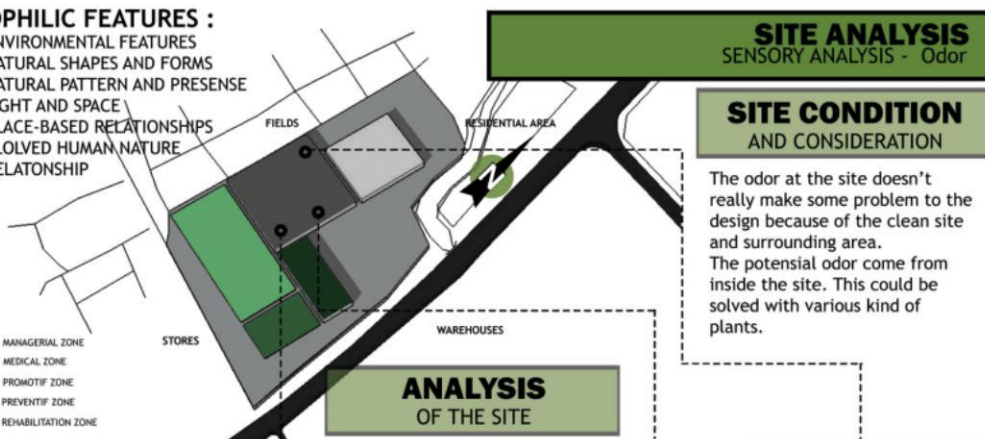 OPHILIC FEATURES :
NVIRONMENTAL FEATURES
ATURAL SHAPES AND FORMS
ATURAL PATTERN AND PRESENSE
GHT AND SPACE
LACE-BASED RELATIONSHIPS
OLVED HUMAN NATURE
ELATONSHIP
SITE ANALYSIS
SENSORY ANALYSIS - Odor
FIELDS
RESIDENTIAL AREA
N
SITE CONDITION
AND CONSIDERATION
The odor at the site doesn't
really make some problem to the
design because of the clean site
and surrounding area.
The potensial odor come from
inside the site. This could be
solved with various kind of
plants.
STORES
WAREHOUSES
MANAGERIAL ZONE
MEDICAL ZONE
PROMOTIF ZONE
PREVENTIF ZONE
REHABILITATION ZONE
ANALYSIS
OF THE SITE